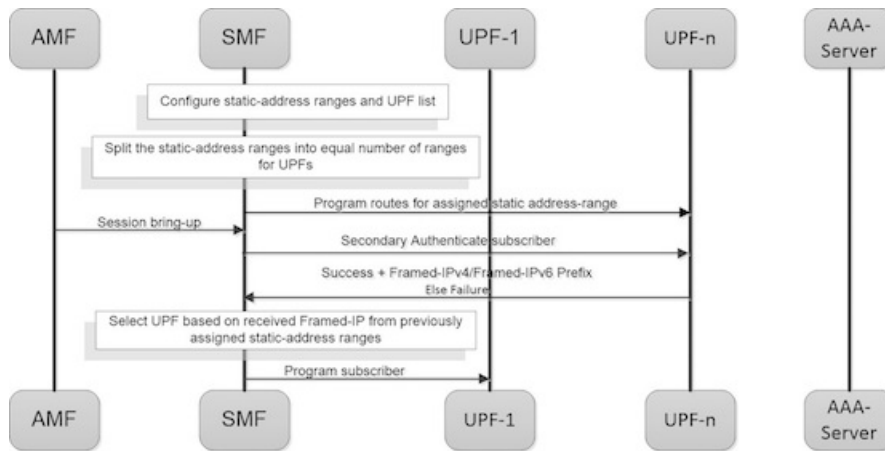 AMF
SMF
UPF-1
UPF-n
AAA-
Server
Configure static-address ranges and UPF list
Split the static-address ranges into equal number of ranges
for UPFs
Program routes for assigned static address-range
Session bring-up
Secondary Authenticate subscriber
Success + Framed-IPv4/Framed-IPv6 Prefix
Else Failure
Select UPF based on received Framed-IP from previously
assigned static-address ranges
Program subscriber
AMF
SMF
UPF-1
UPF-n
AAA-
Server